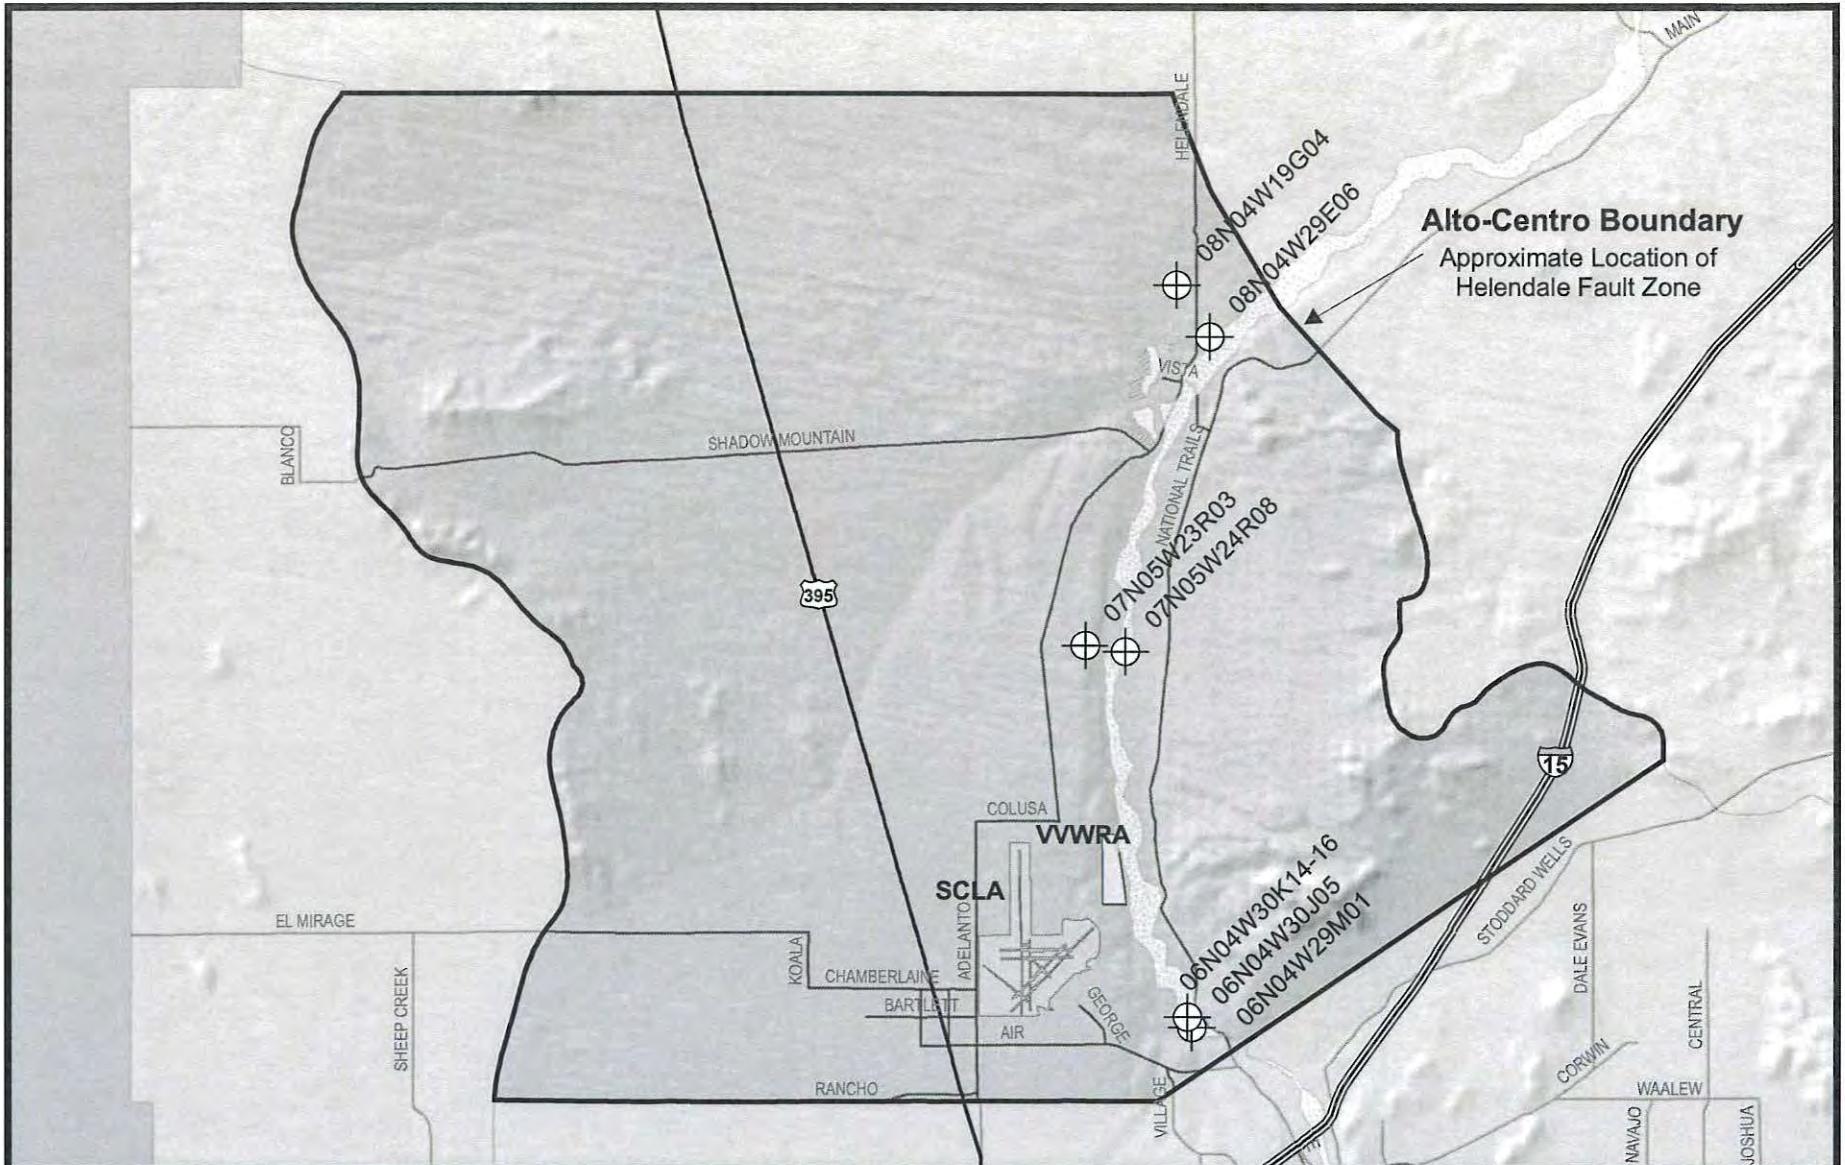 MAIN
HELENDALE
08N04W19G04
08N04W29E06
Alto-Centro Boundary
Approximate Location of
Helendale Fault Zone
VISTA
BLANCO
SHADOW MOUNTAIN
NATIONAL TRAILS
07N05W23R03
07N05W24R08
395
15
COLUSA
VVWRA
SCLA
06N04W30K14-16
06N04W30J05
06N04W29M01
STODDARD WELLS
EL MIRAGE
ADELANTO
KOALA
CHAMBERLAINE
BARTLETT
AIR
GEORGE
SHEEP CREEK
DALE EVANS
CENTRAL
CORWIN
RANCHO
VILLAGE
WAALEW
NAVAJO
JOSHUA